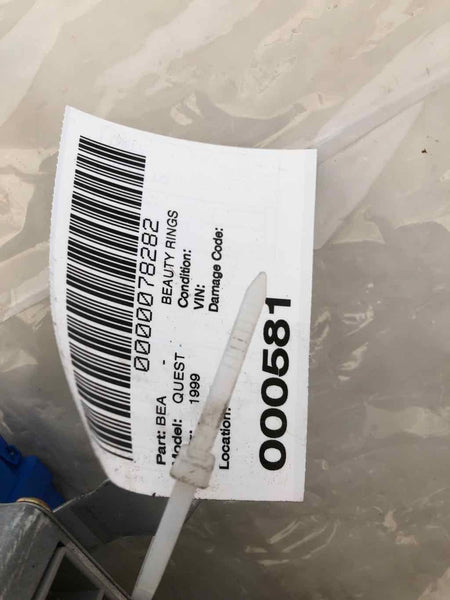 0000078282
Part: BEA - BEAUTY RINGS
Model: QUEST Condition:
1999 VIN:
Damage Code:
Location:
000581